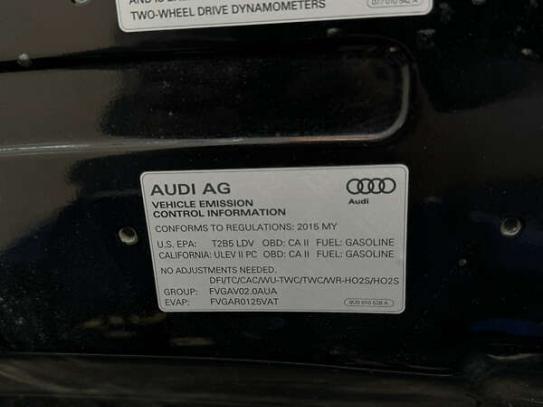 TWO-WHEEL DRIVE DYNAMOMETERS
AUDI AG
Audi
VEHICLE EMISSION
CONTROL INFORMATION
CONFORMS TO REGULATIONS: 2015 MY
U.S. EPA: T2B5 LDV OBD: CA II FUEL: GASOLINE
CALIFORNIA: ULEV II PC OBD: CA II FUEL: GASOLINE
NO ADJUSTMENTS NEEDED.
DFI/TC/CAC/WU-TWC/TWC/WR-HO2S/HO2S
GROUP: FVGAV02.0AUA
EVAP: FVGAR0125VAT